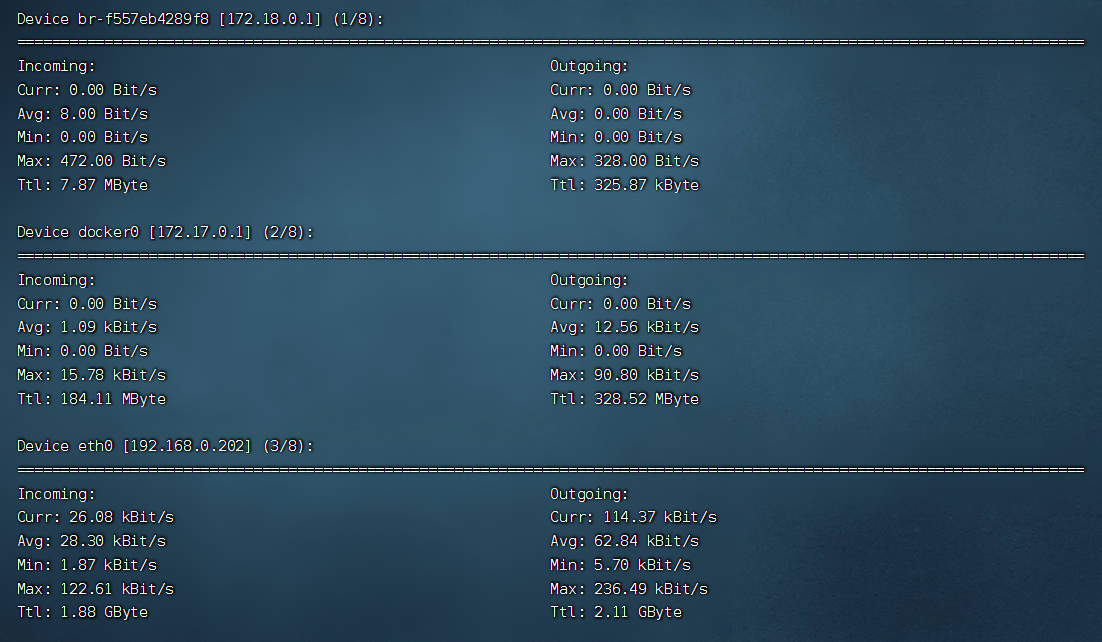 Device br-f557eb4289f8 [172.18.0.1] (1/8):
================================================================================
Incoming: Outgoing:
Curr: 0.00 Bit/s Curr: 0.00 Bit/s
Avg: 8.00 Bit/s Avg: 0.00 Bit/s
Min: 0.00 Bit/s Min: 0.00 Bit/s
Max: 472.00 Bit/s Max: 328.00 Bit/s
Ttl: 7.87 MByte Ttl: 325.87 kByte
Device docker0 [172.17.0.1] (2/8):
================================================================================
Incoming: Outgoing:
Curr: 0.00 Bit/s Curr: 0.00 Bit/s
Avg: 1.09 kBit/s Avg: 12.56 kBit/s
Min: 0.00 Bit/s Min: 0.00 Bit/s
Max: 15.78 kBit/s Max: 90.80 kBit/s
Ttl: 184.11 MByte Ttl: 328.52 MByte
Device eth0 [192.168.0.202] (3/8):
================================================================================
Incoming: Outgoing:
Curr: 26.08 kBit/s Curr: 114.37 kBit/s
Avg: 28.30 kBit/s Avg: 62.84 kBit/s
Min: 1.87 kBit/s Min: 5.70 kBit/s
Max: 122.61 kBit/s Max: 236.49 kBit/s
Ttl: 1.88 GByte Ttl: 2.11 GByte